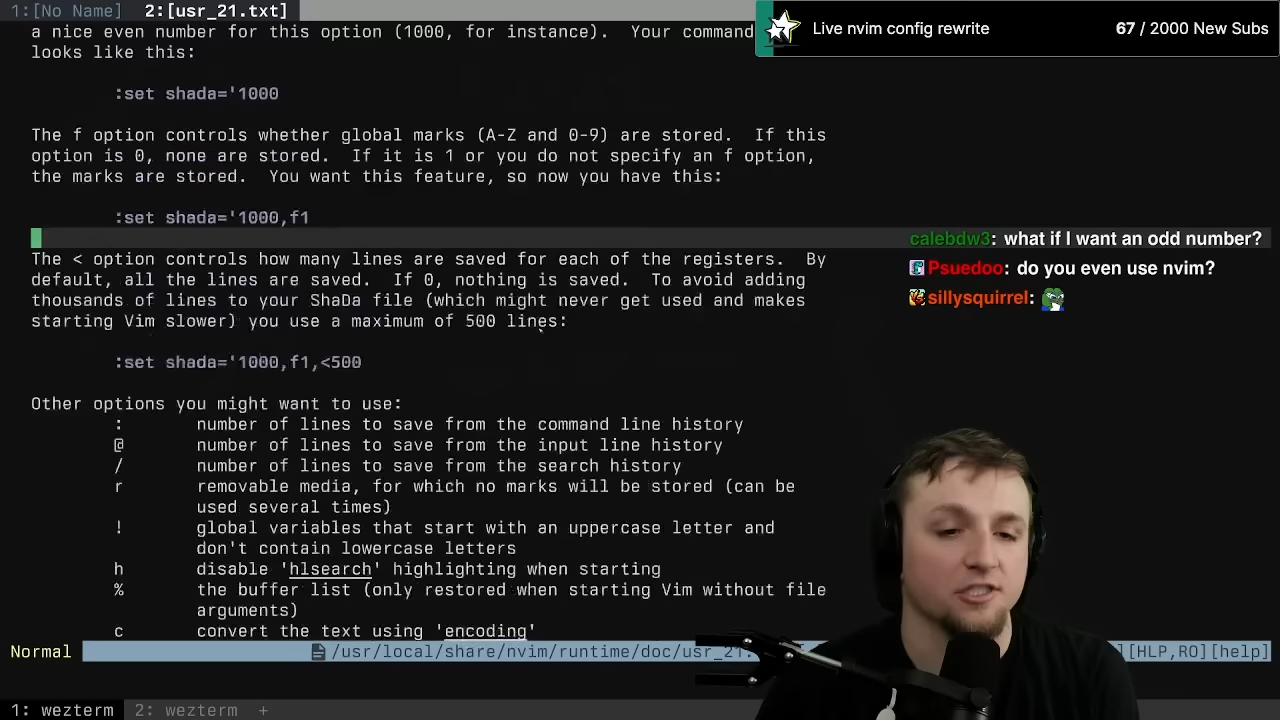 1:[No Name]  2:[usr_21.txt]
Live nvim config rewrite
67 / 2000 New Subs
a nice even number for this option (1000, for instance).  Your command
looks like this:
:set shada='1000
The f option controls whether global marks (A-Z and 0-9) are stored.  If this
option is 0, none are stored.  If it is 1 or you do not specify an f option,
the marks are stored.  You want this feature, so now you have this:
:set shada='1000,f1
calebdw3: what if I want an odd number?
The < option controls how many lines are saved for each of the registers.  By
Psuedoo: do you even use nvim?
default, all the lines are saved.  If 0, nothing is saved.  To avoid adding
thousands of lines to your ShaDa file (which might never get used and makes
sillysquirrel:
starting Vim slower) you use a maximum of 500 lines:
:set shada='1000,f1,<500
Other options you might want to use:
: number of lines to save from the command line history
@ number of lines to save from the input line history
/ number of lines to save from the search history
r removable media, for which no marks will be stored (can be
used several times)
! global variables that start with an uppercase letter and
don't contain lowercase letters
h disable 'hlsearch' highlighting when starting
% the buffer list (only restored when starting Vim without file
arguments)
c convert the text using 'encoding'
Normal /usr/local/share/nvim/runtime/doc/usr_21. [HLP,RO][help]
1: wezterm  2: wezterm  +